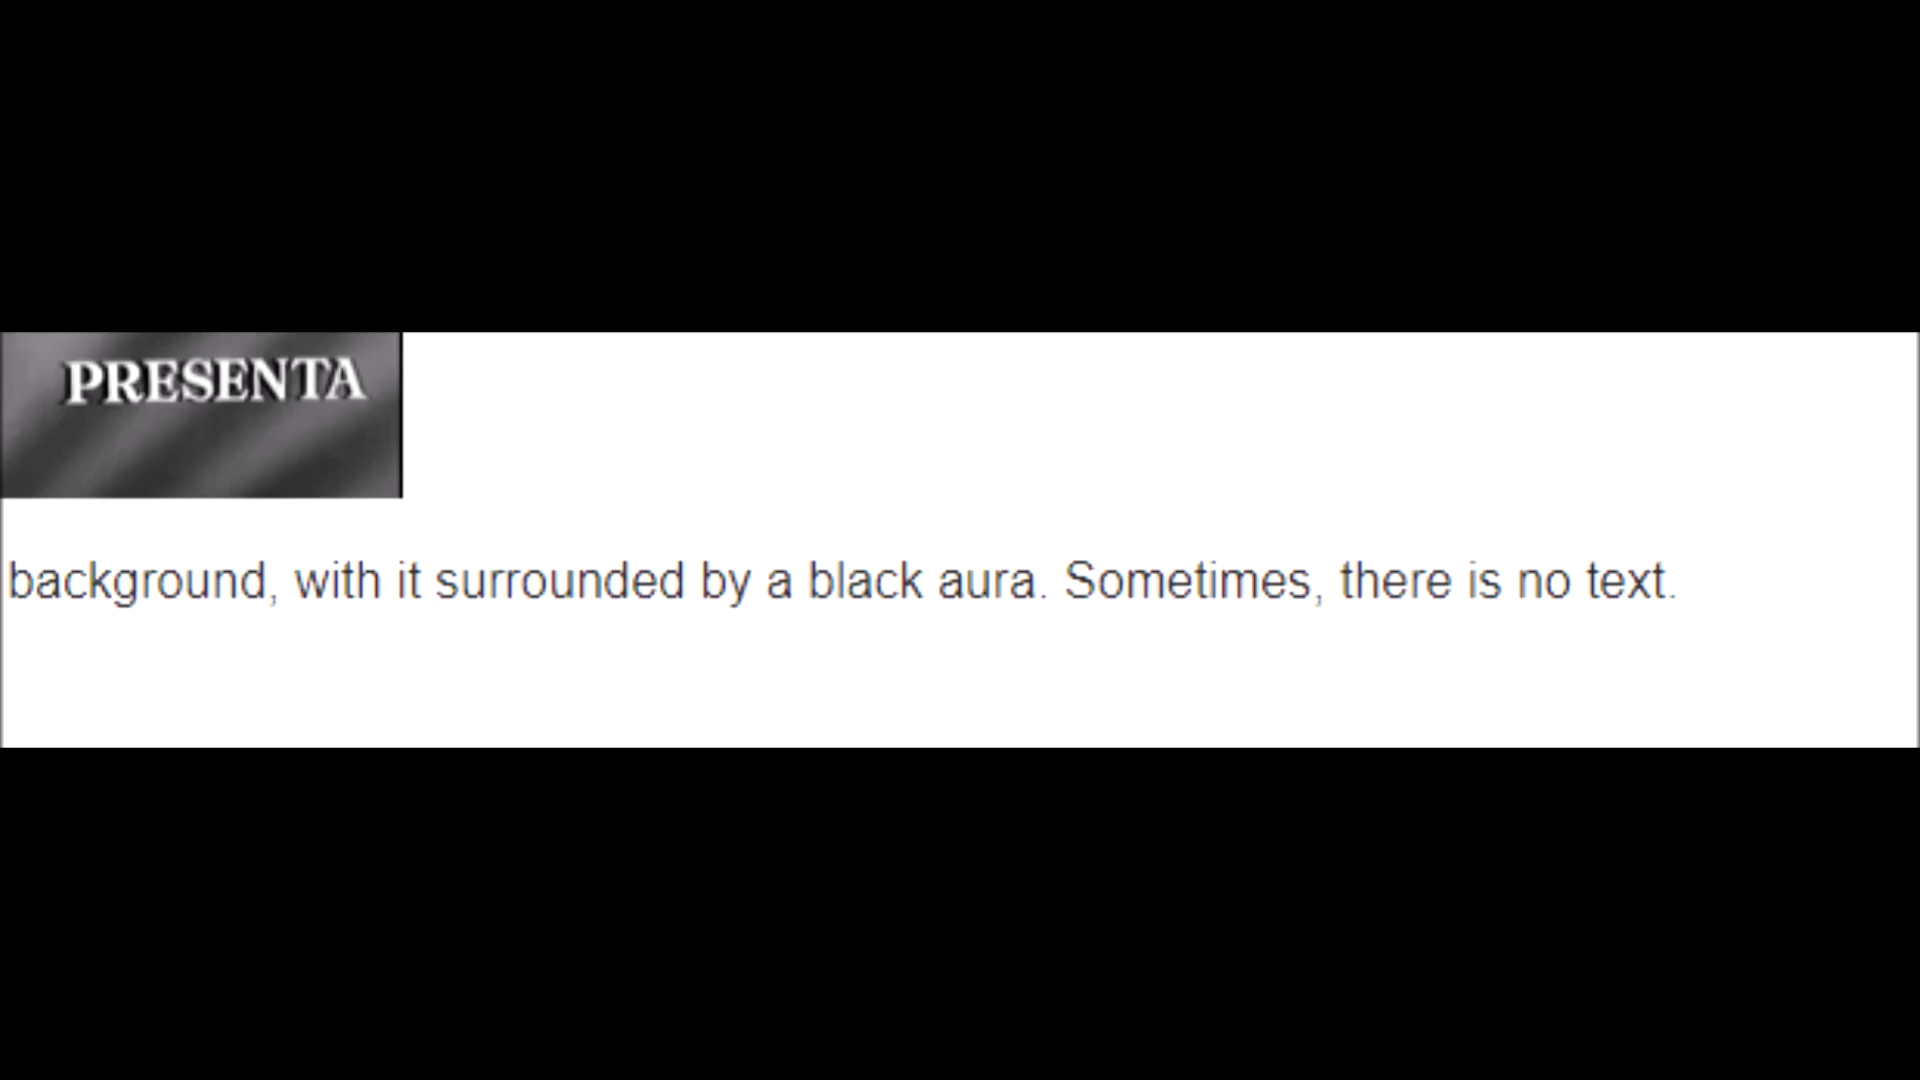 PRESENTA
background, with it surrounded by a black aura. Sometimes, there is no text.